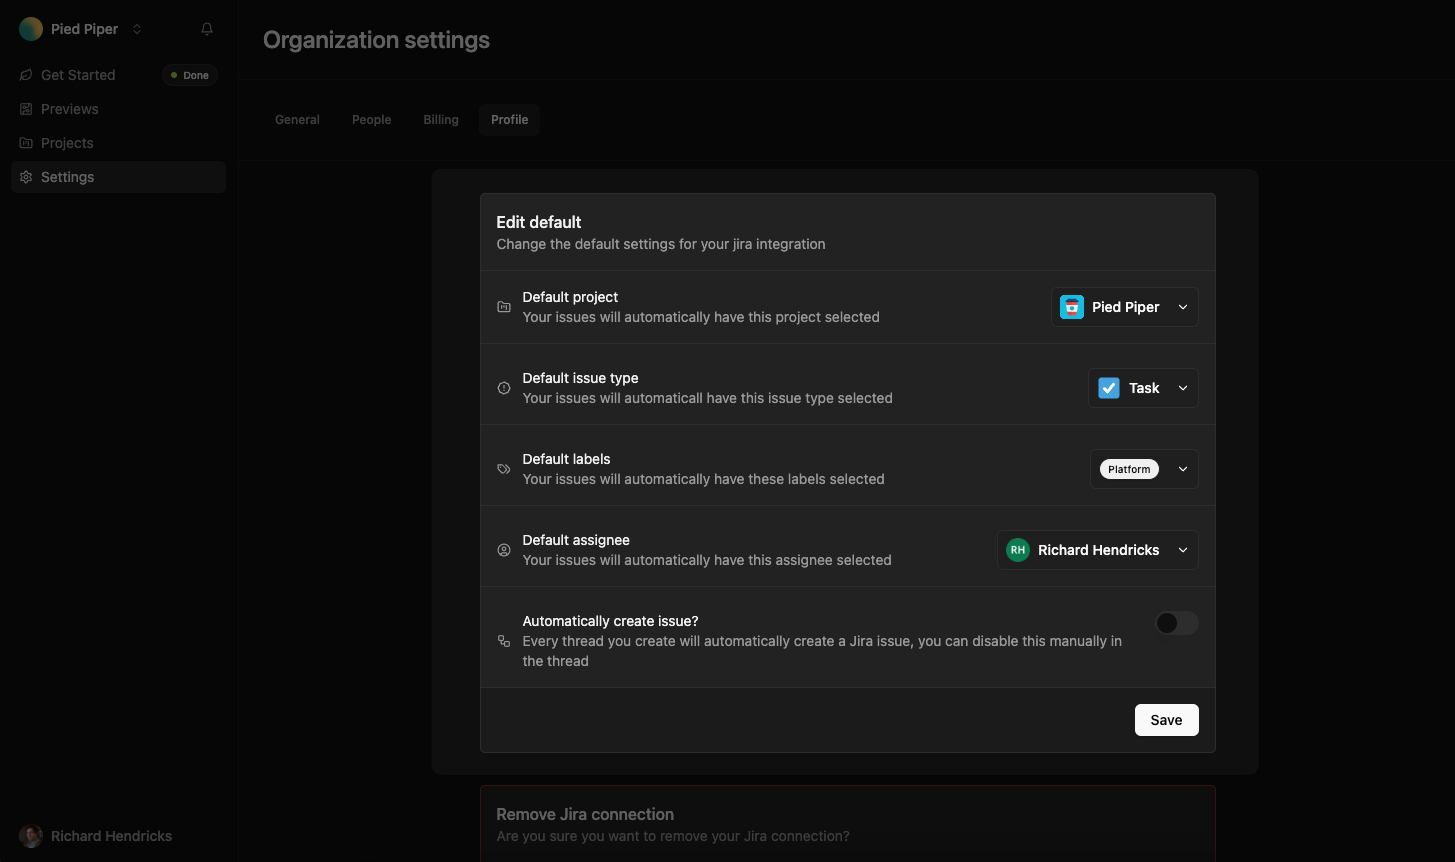 Pied Piper
Get Started
Done
Previews
Projects
Settings
Organization settings
General
People
Billing
Profile
Edit default
Change the default settings for your jira integration
Default project
Your issues will automatically have this project selected
Pied Piper
Default issue type
Your issues will automaticall have this issue type selected
Task
Default labels
Your issues will automatically have these labels selected
Platform
Default assignee
Your issues will automatically have this assignee selected
RH
Richard Hendricks
Automatically create issue?
Every thread you create will automatically create a Jira issue, you can disable this manually in
the thread
Save
Remove Jira connection
Are you sure you want to remove your Jira connection?
Richard Hendricks